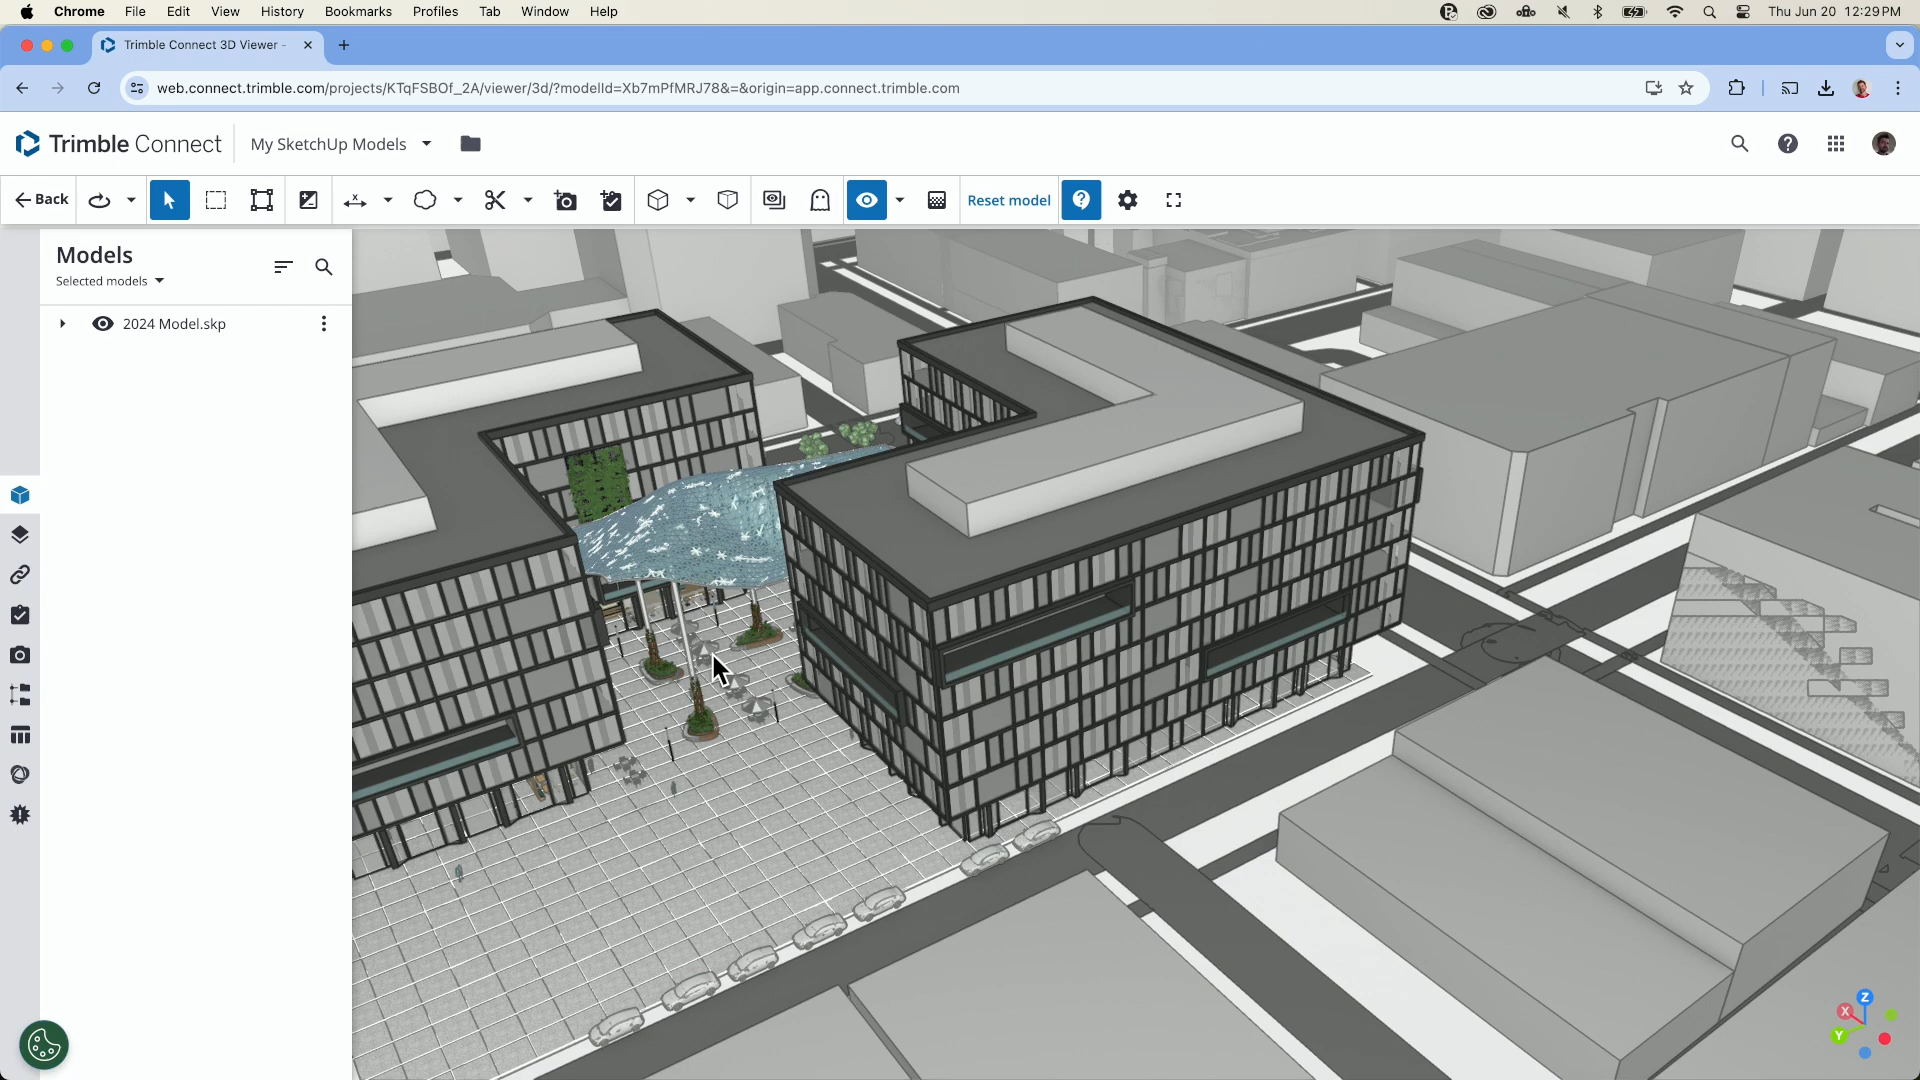 Chrome File Edit View History Bookmarks Profiles Tab Window Help Thu Jun 20 12:29 PM
Trimble Connect 3D Viewer -
web.connect.trimble.com/projects/KTqFSBOf_2A/viewer/3d/?modelId=Xb7mPfMRJ78&=&origin=app.connect.trimble.com
Trimble Connect My SketchUp Models
Back Reset model
Models
Selected models
2024 Model.skp
Z
X
Y